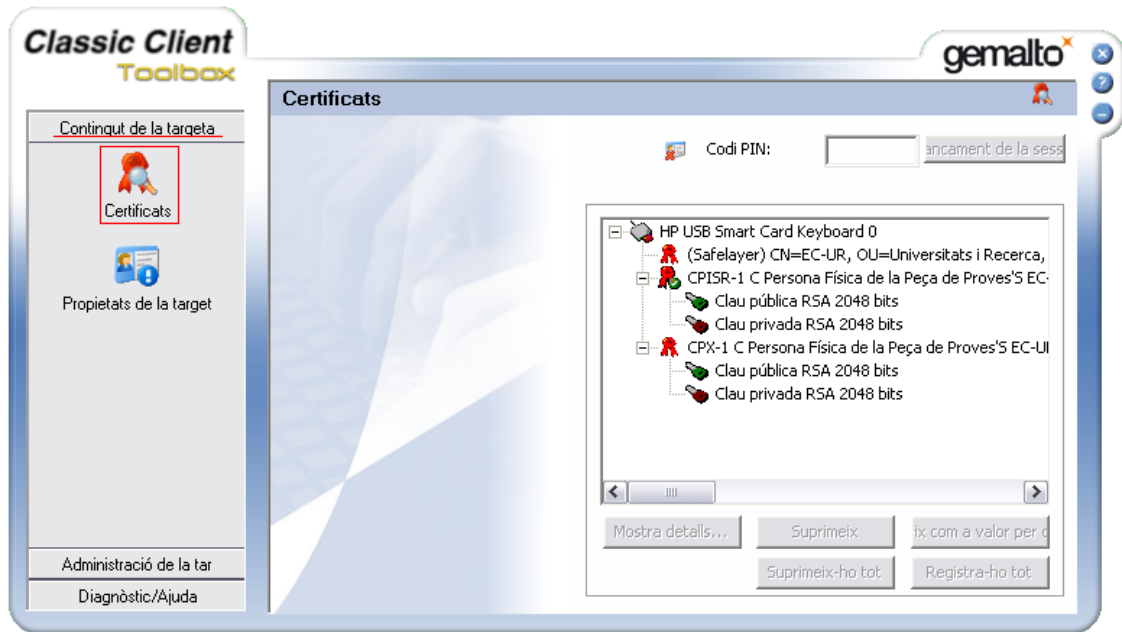 Classic Client
Toolbox
gemalto
Contingut de la targeta
Certificats
Propietats de la target
Administració de la tar
Diagnòstic/Ajuda
Certificats
Codi PIN:
ançament de la sess
HP USB Smart Card Keyboard 0
(Safelayer) CN=EC-UR, OU=Universitats i Recerca,
CPISR-1 C Persona Física de la Peça de Proves'S EC-
Clau pública RSA 2048 bits
Clau privada RSA 2048 bits
CPX-1 C Persona Física de la Peça de Proves'S EC-UI
Clau pública RSA 2048 bits
Clau privada RSA 2048 bits
Mostra detalls...
Suprimeix
ix com a valor per d
Suprimeix-ho tot
Registra-ho tot